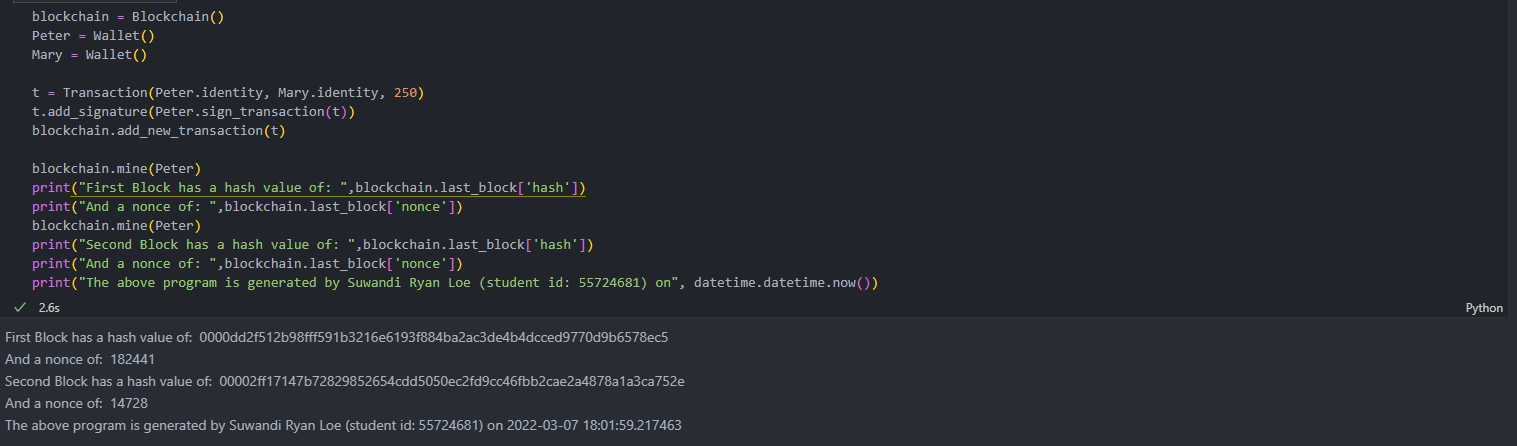 blockchain = Blockchain()
Peter = Wallet()
Mary = Wallet()
t = Transaction(Peter.identity, Mary.identity, 250)
t.add_signature(Peter.sign_transaction(t))
blockchain.add_new_transaction(t)
blockchain.mine(Peter)
print("First Block has a hash value of: ",blockchain.last_block['hash'])
print("And a nonce of: ",blockchain.last_block['nonce'])
blockchain.mine(Peter)
print("Second Block has a hash value of: ",blockchain.last_block['hash'])
print("And a nonce of: ",blockchain.last_block['nonce'])
print("The above program is generated by Suwandi Ryan Loe (student id: 55724681) on", datetime.datetime.now())
2.6s
Python
First Block has a hash value of:  0000dd2f512b98fff591b3216e6193f884ba2ac3de4b4dcced9770d9b6578ec5
And a nonce of:  182441
Second Block has a hash value of:  00002ff17147b72829852654cdd5050ec2fd9cc46fbb2cae2a4878a1a3ca752e
And a nonce of:  14728
The above program is generated by Suwandi Ryan Loe (student id: 55724681) on 2022-03-07 18:01:59.217463